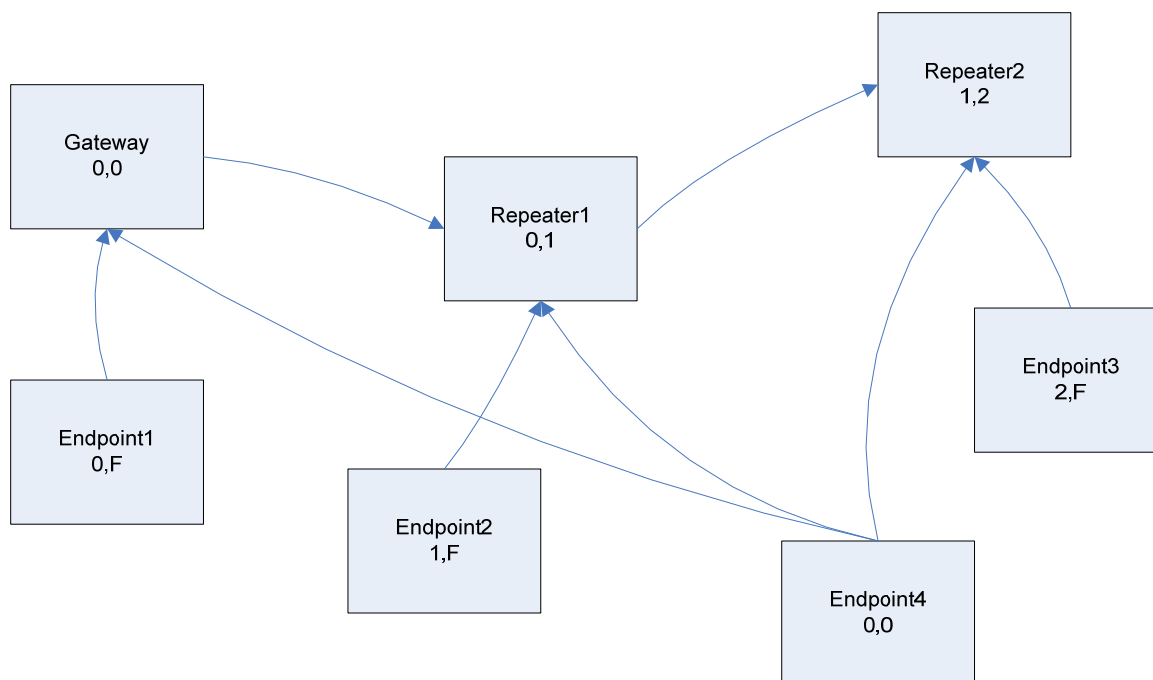 Repeater2
1,2
Gateway
0,0
Repeater1
0,1
Endpoint3
2,F
Endpoint1
0,F
Endpoint2
1,F
Endpoint4
0,0